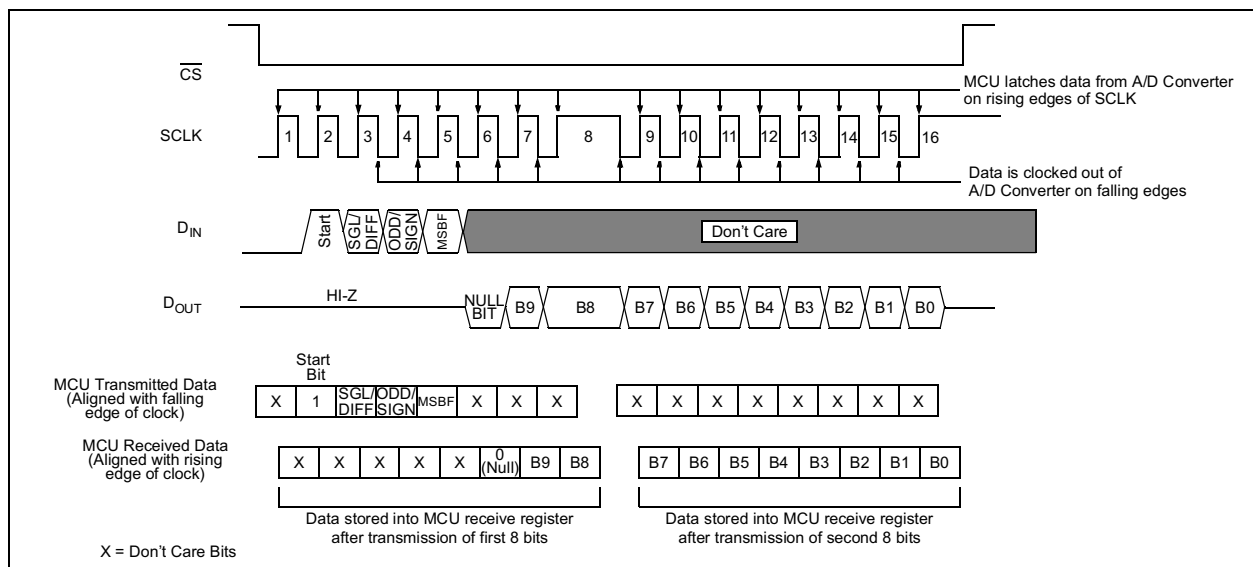 CS
MCU latches data from A/D Converter
on rising edges of SCLK
SCLK
1 2 3 4 5 6 7 8 9 10 11 12 13 14 15 16
Data is clocked out of
A/D Converter on falling edges
DIN
Start
SGL/
DIFF
ODD/
SIGN
MSBF
Don't Care
DOUT
HI-Z
NULL
BIT
B9 B8 B7 B6 B5 B4 B3 B2 B1 B0
Start
Bit
MCU Transmitted Data
(Aligned with falling
edge of clock)
X 1 SGL/
DIFF ODD/
SIGN MSBF X X X
X X X X X X X X
MCU Received Data
(Aligned with rising
edge of clock)
X X X X X 0
(Null) B9 B8
B7 B6 B5 B4 B3 B2 B1 B0
Data stored into MCU receive register
after transmission of first 8 bits
Data stored into MCU receive register
after transmission of second 8 bits
X = Don't Care Bits